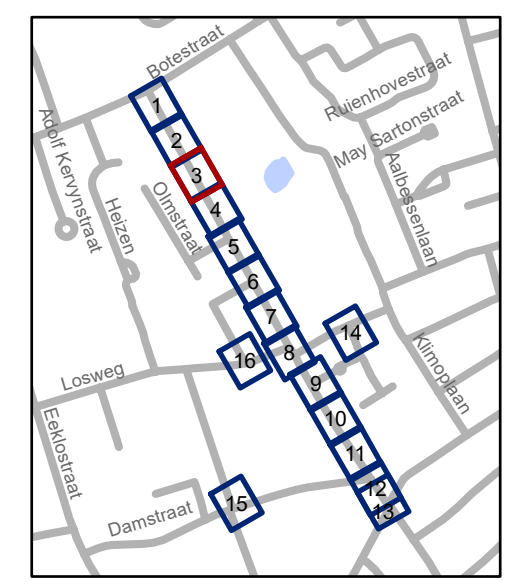 Botestraat
Ruienhovestraat
May Sartonstraat
Adolf Kervynstraat
Aalbessenlaan
Heizen
Olmstraat
1
2
3
4
5
6
7
8
9
10
11
12
13
14
15
16
Losweg
Klimoplaan
Eeklostraat
Damstraat